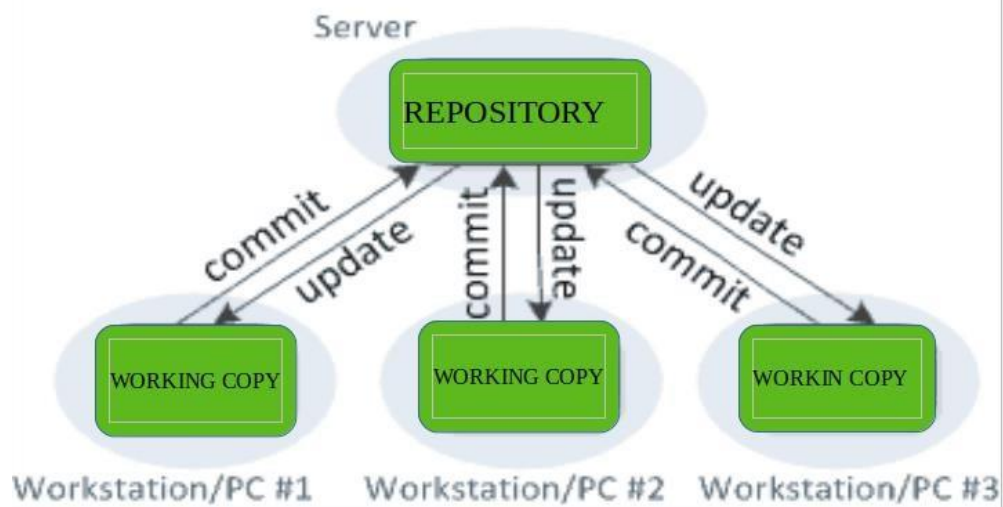 Server
REPOSITORY
commit
update
commit
update
commit
update
WORKING COPY
WORKING COPY
WORKIN COPY
Workstation/PC #1
Workstation/PC #2
Workstation/PC #3